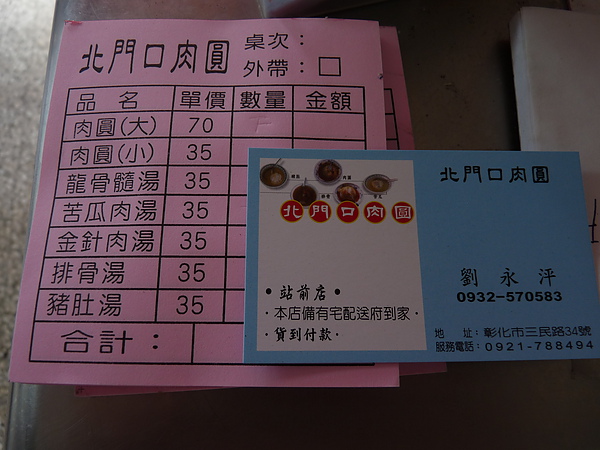 北門口肉圓
桌次：
外帶：□
品名 單價 數量 金額
肉圓(大) 70
肉圓(小) 35
龍骨髓湯 35
苦瓜肉湯 35
金針肉湯 35
排骨湯 35
豬肚湯 35
合計：
北門口肉圓
•站前店•
·本店備有宅配送府到家·
·貨到付款·
北門口肉圓
劉永泙
0932-570583
地 址:彰化市三民路34號
服務電話:0921-788494